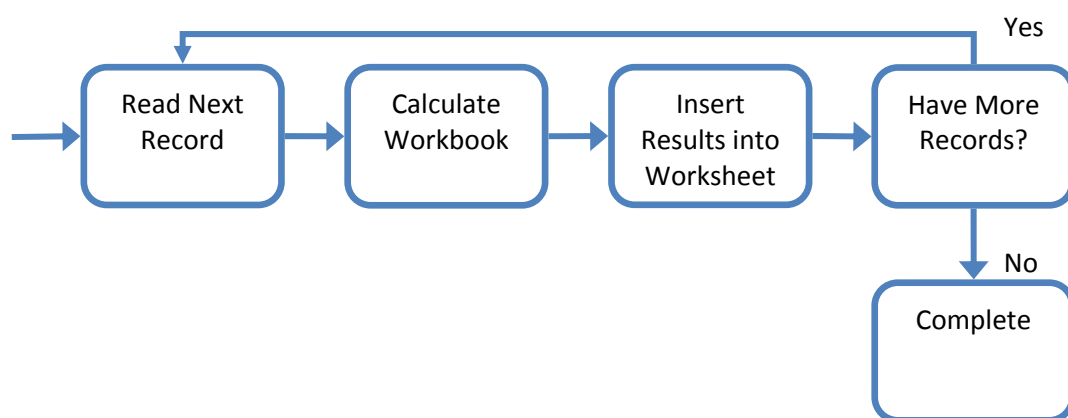 Yes
Read Next
Record
Calculate
Workbook
Insert
Results into
Worksheet
Have More
Records?
No
Complete